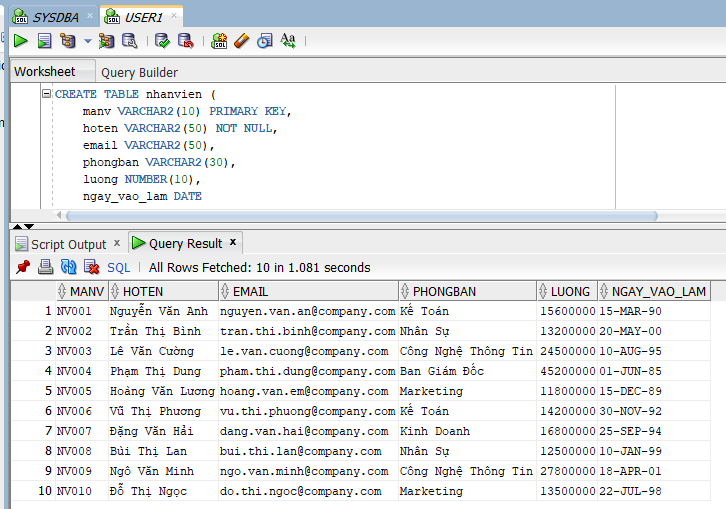 SYSDBA USER1
Worksheet Query Builder
CREATE TABLE nhanvien (
manv VARCHAR2(10) PRIMARY KEY,
hoten VARCHAR2(50) NOT NULL,
email VARCHAR2(50),
phongban VARCHAR2(30),
luong NUMBER(10),
ngay_vao_lam DATE
Script Output x Query Result x
SQL | All Rows Fetched: 10 in 1.081 seconds
MANV HOTEN EMAIL PHONGBAN LUONG NGAY_VAO_LAM
1 NV001 Nguyễn Văn Anh nguyen.van.an@company.com Kế Toán 15600000 15-MAR-90
2 NV002 Trần Thị Bình tran.thi.binh@company.com Nhân Sự 13200000 20-MAY-00
3 NV003 Lê Văn Cường le.van.cuong@company.com Công Nghệ Thông Tin 24500000 10-AUG-95
4 NV004 Phạm Thị Dung pham.thi.dung@company.com Ban Giám Đốc 45200000 01-JUN-85
5 NV005 Hoàng Văn Lương hoang.van.em@company.com Marketing 11800000 15-DEC-89
6 NV006 Vũ Thị Phương vu.thi.phuong@company.com Kế Toán 14200000 30-NOV-92
7 NV007 Đặng Văn Hải dang.van.hai@company.com Kinh Doanh 16800000 25-SEP-94
8 NV008 Bùi Thị Lan bui.thi.lan@company.com Nhân Sự 12500000 10-JAN-99
9 NV009 Ngô Văn Minh ngo.van.minh@company.com Công Nghệ Thông Tin 27800000 18-APR-01
10 NV010 Đỗ Thị Ngọc do.thi.ngoc@company.com Marketing 13500000 22-JUL-98